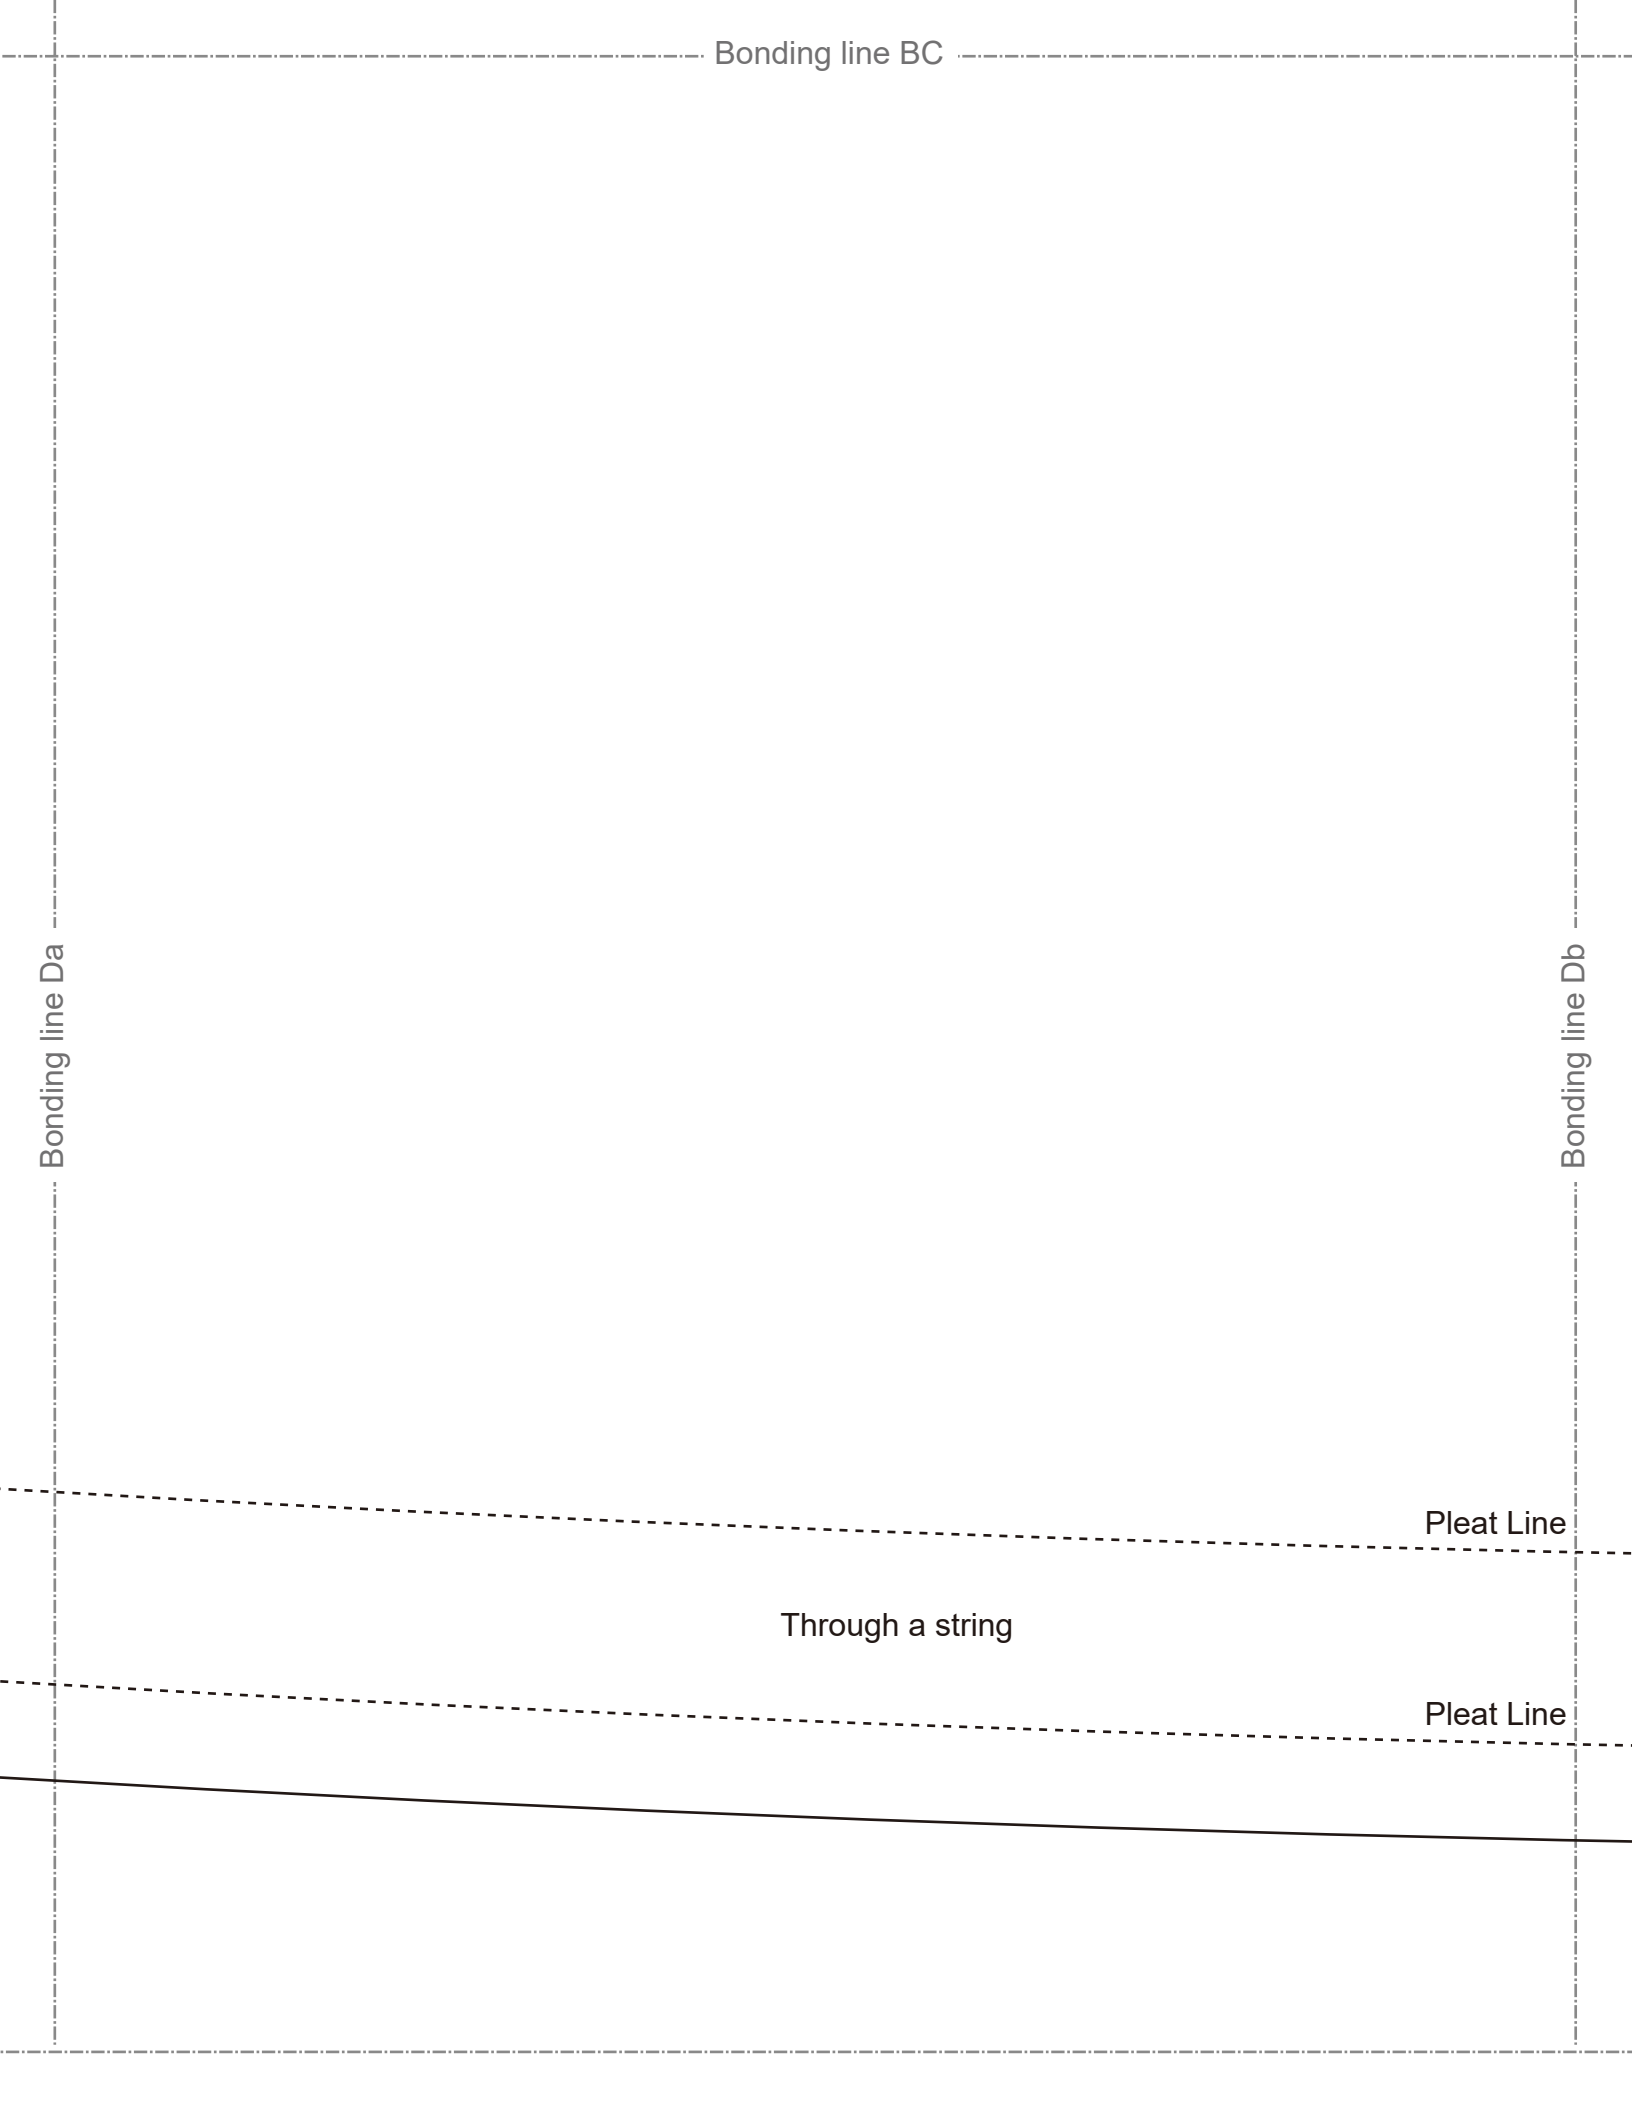 Bonding line BC
Bonding line Da
Bonding line Db
Pleat Line
Through a string
Pleat Line